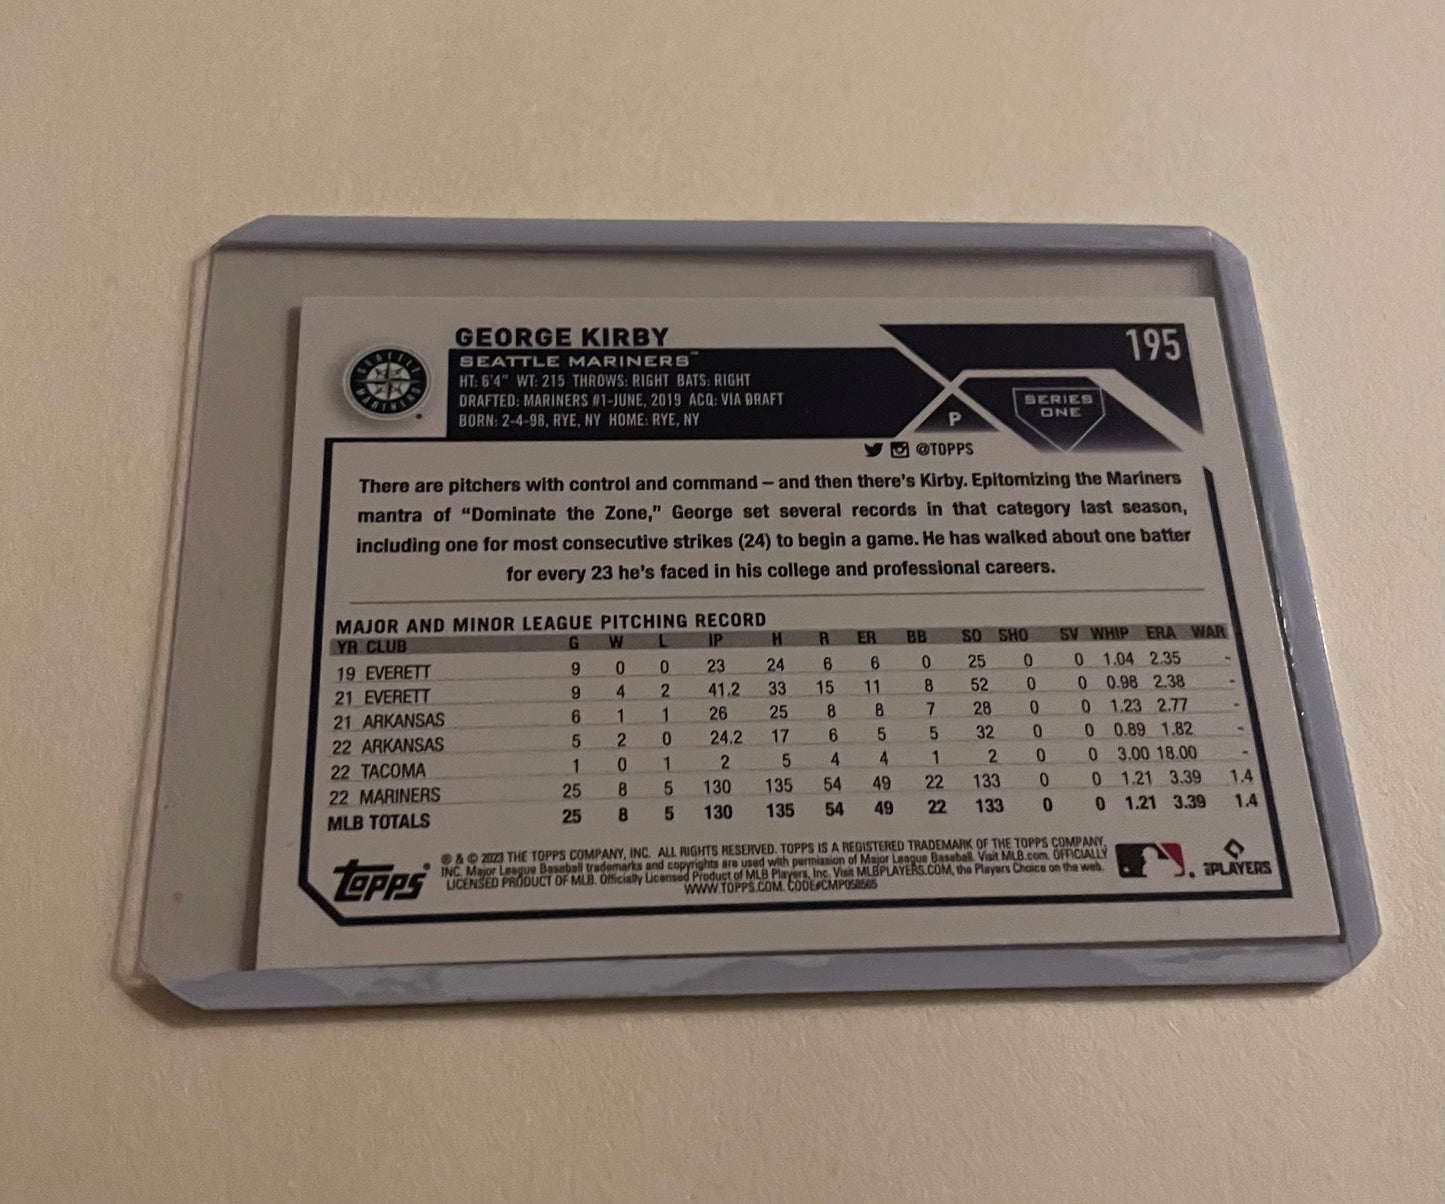 GEORGE KIRBY
195
SEATTLE MARINERS™
HT: 6'4" WT: 215 THROWS: RIGHT BATS: RIGHT
DRAFTED: MARINERS #1-JUNE, 2019 ACQ: VIA DRAFT
BORN: 2-4-98, RYE, NY HOME: RYE, NY
SEATTLE MARINERS
P
SERIES
ONE
@TOPPS
There are pitchers with control and command – and then there's Kirby. Epitomizing the Mariners
mantra of “Dominate the Zone,” George set several records in that category last season,
including one for most consecutive strikes (24) to begin a game. He has walked about one batter
for every 23 he's faced in his college and professional careers.
MAJOR AND MINOR LEAGUE PITCHING RECORD
YR CLUB G W L IP H R ER BB SO SHO SV WHIP ERA WAR
19 EVERETT 9 0 0 23 24 6 6 0 25 0 0 1.04 2.35 -
21 EVERETT 9 4 2 41.2 33 15 11 8 52 0 0 0.98 2.38 -
21 ARKANSAS 6 1 1 26 25 8 8 7 28 0 0 1.23 2.77 -
22 ARKANSAS 5 2 0 24.2 17 6 5 5 32 0 0 0.89 1.82 -
22 TACOMA 1 0 1 2 5 4 4 1 2 0 0 3.00 18.00 -
22 MARINERS 25 8 5 130 135 54 49 22 133 0 0 1.21 3.39 1.4
MLB TOTALS 25 8 5 130 135 54 49 22 133 0 0 1.21 3.39 1.4
topps®
® & © 2023 THE TOPPS COMPANY, INC. ALL RIGHTS RESERVED. TOPPS IS A REGISTERED TRADEMARK OF THE TOPPS COMPANY,
INC. Major League Baseball trademarks and copyrights are used with permission of Major League Baseball. Visit MLB.com. OFFICIALLY
LICENSED PRODUCT OF MLB. Officially Licensed Product of MLB Players, Inc. Visit MLBPLAYERS.COM, the Players Choice on the web.
WWW.TOPPS.COM. CODE#CMP058565
PLAYERS